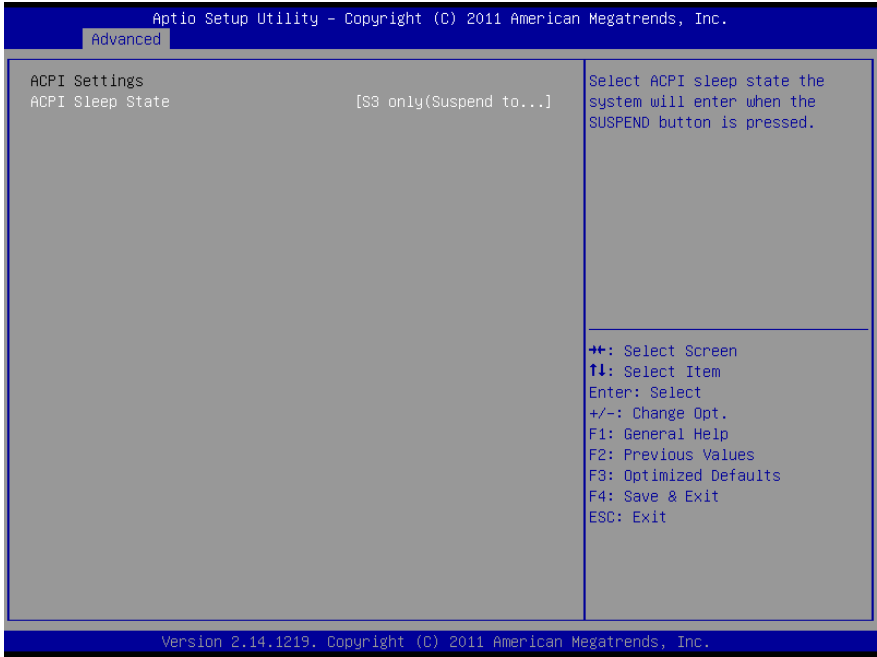 Aptio Setup Utility – Copyright (C) 2011 American Megatrends, Inc.
Advanced
ACPI Settings
ACPI Sleep State [S3 only(Suspend to...]
Select ACPI sleep state the
system will enter when the
SUSPEND button is pressed.
→←: Select Screen
↑↓: Select Item
Enter: Select
+/-: Change Opt.
F1: General Help
F2: Previous Values
F3: Optimized Defaults
F4: Save & Exit
ESC: Exit
Version 2.14.1219. Copyright (C) 2011 American Megatrends, Inc.